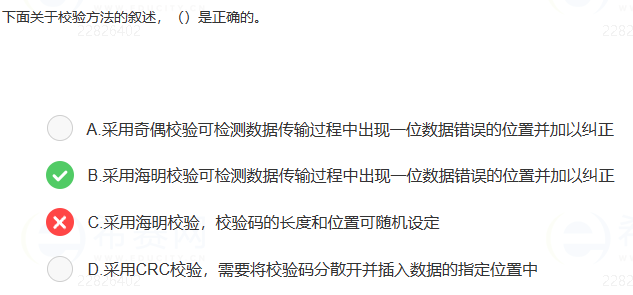 下面关于校验方法的叙述，（）是正确的。
A.采用奇偶校验可检测数据传输过程中出现一位数据错误的位置并加以纠正
B.采用海明校验可检测数据传输过程中出现一位数据错误的位置并加以纠正
C.采用海明校验，校验码的长度和位置可随机设定
D.采用CRC校验，需要将校验码分散开并插入数据的指定位置中